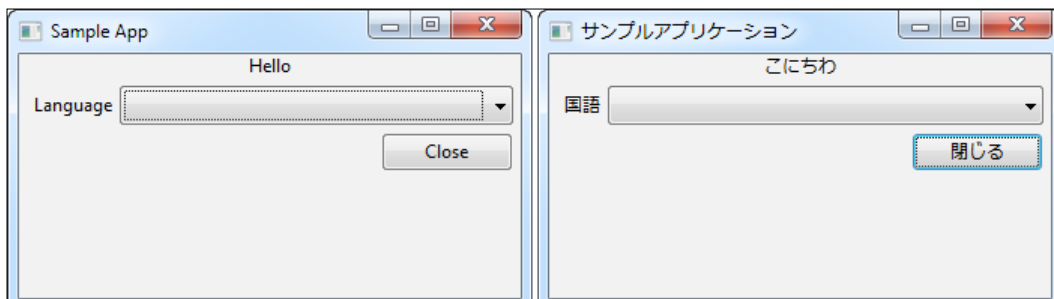 Sample App
Hello
Language
Close
サンプルアプリケーション
こにちわ
国語
閉じる